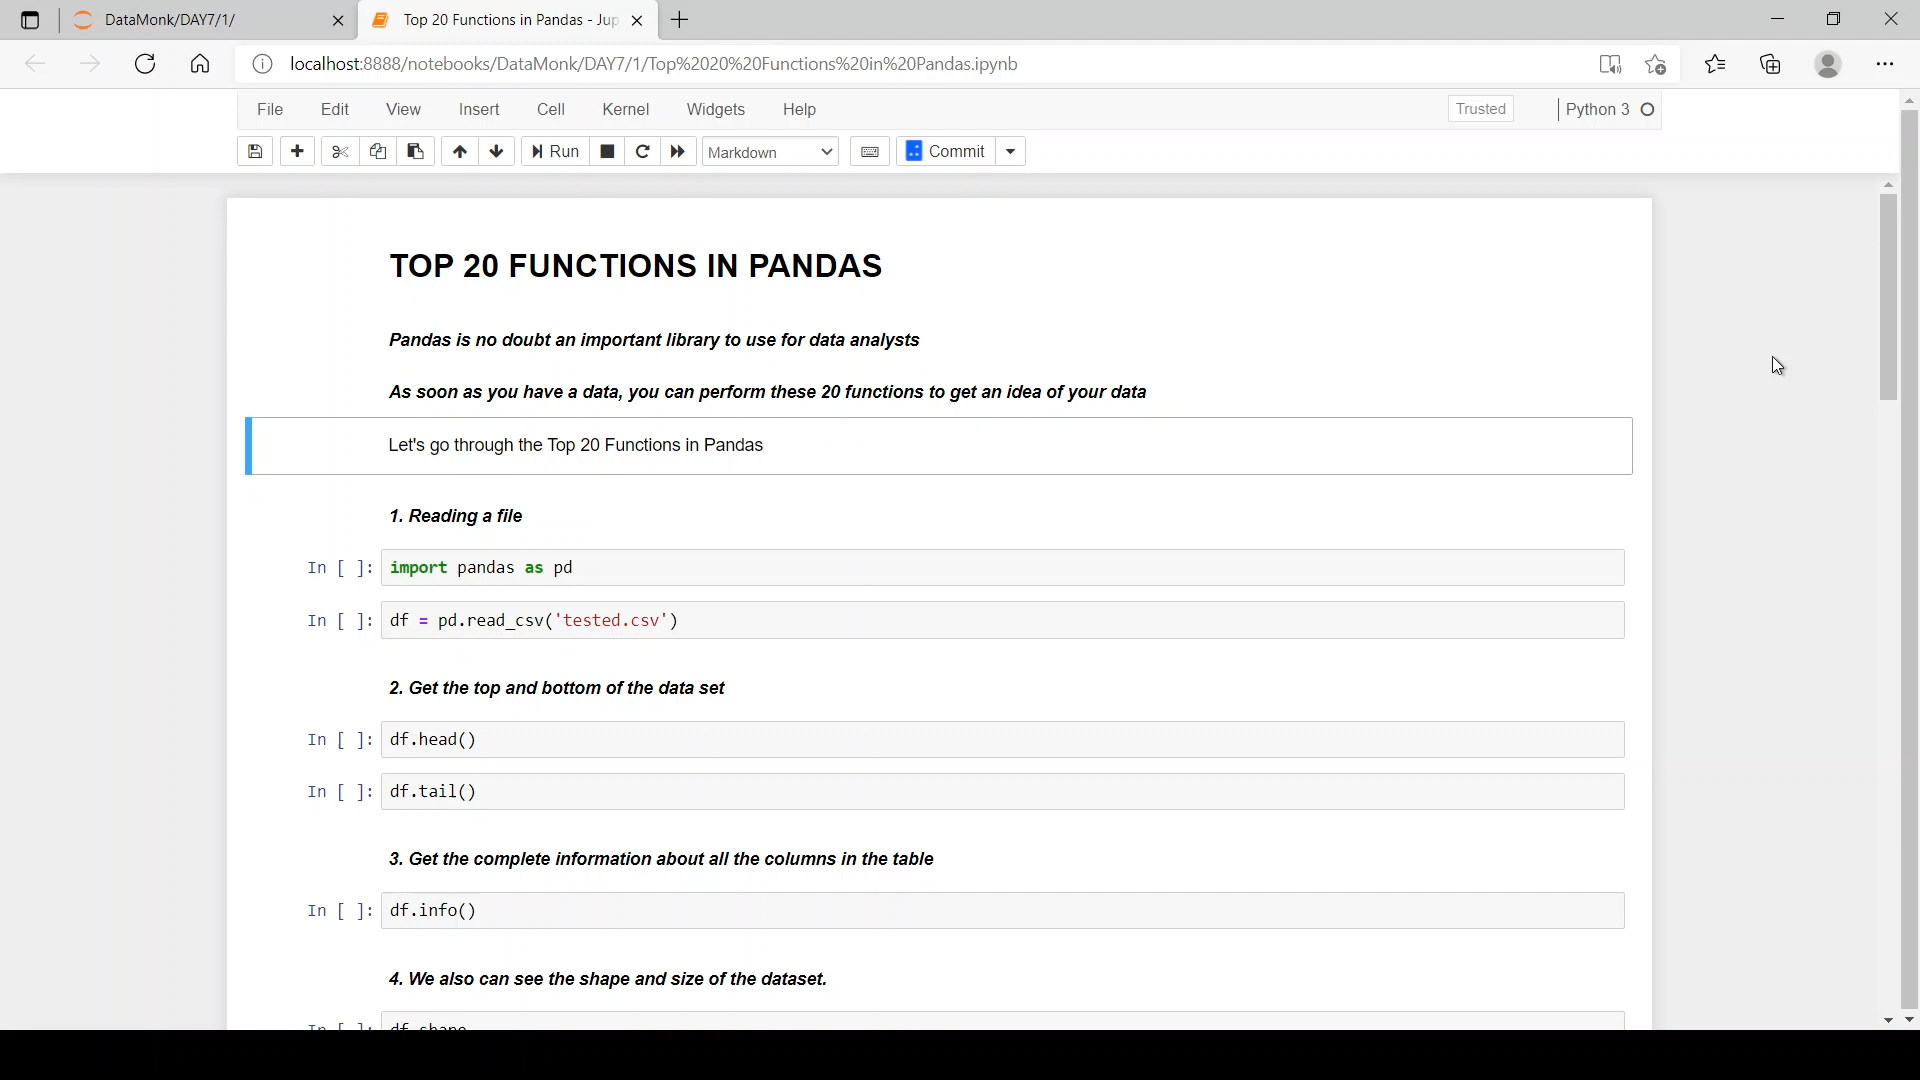 DataMonk/DAY7/1/
Top 20 Functions in Pandas - Jup
localhost:8888/notebooks/DataMonk/DAY7/1/Top%2020%20Functions%20in%20Pandas.ipynb
File Edit View Insert Cell Kernel Widgets Help Trusted Python 3
Run Markdown Commit
TOP 20 FUNCTIONS IN PANDAS
Pandas is no doubt an important library to use for data analysts
As soon as you have a data, you can perform these 20 functions to get an idea of your data
Let's go through the Top 20 Functions in Pandas
1. Reading a file
In [ ]: import pandas as pd
In [ ]: df = pd.read_csv('tested.csv')
2. Get the top and bottom of the data set
In [ ]: df.head()
In [ ]: df.tail()
3. Get the complete information about all the columns in the table
In [ ]: df.info()
4. We also can see the shape and size of the dataset.
In [ ]: df.shape